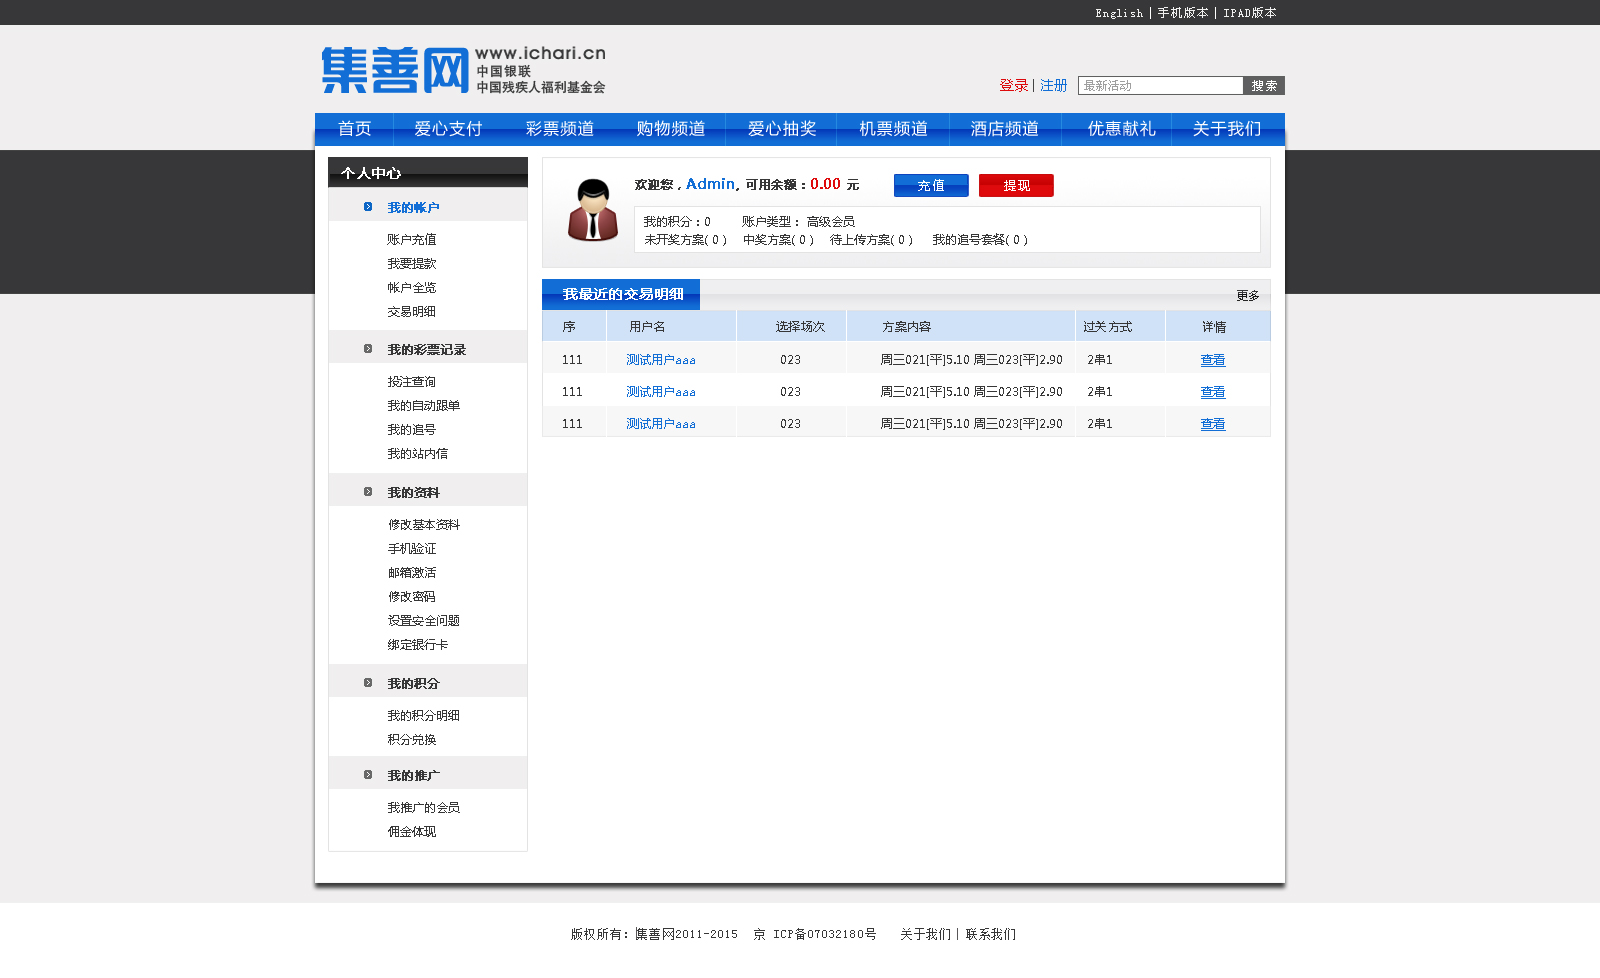 English | 手机版本 | IPAD版本
集善网 www.ichari.cn
中国银联
中国残疾人福利基金会
登录 | 注册 最新活动 搜索
首页 爱心支付 彩票频道 购物频道 爱心抽奖 机票频道 酒店频道 优惠献礼 关于我们
个人中心
我的帐户
账户充值
我要提款
帐户全览
交易明细
我的彩票记录
投注查询
我的自动跟单
我的追号
我的站内信
我的资料
修改基本资料
手机验证
邮箱激活
修改密码
设置安全问题
绑定银行卡
我的积分
我的积分明细
积分兑换
我的推广
我推广的会员
佣金体现
欢迎您，Admin，可用余额：0.00 元 充值 提现
我的积分：0 账户类型： 高级会员
未开奖方案( 0 ) 中奖方案( 0 ) 待上传方案( 0 ) 我的追号套餐( 0 )
我最近的交易明细 更多
序 用户名 选择场次 方案内容 过关方式 详情
111 测试用户aaa 023 周三021[平]5.10 周三023[平]2.90 2串1 查看
111 测试用户aaa 023 周三021[平]5.10 周三023[平]2.90 2串1 查看
111 测试用户aaa 023 周三021[平]5.10 周三023[平]2.90 2串1 查看
版权所有：集善网2011-2015 京 ICP备07032180号 关于我们 | 联系我们